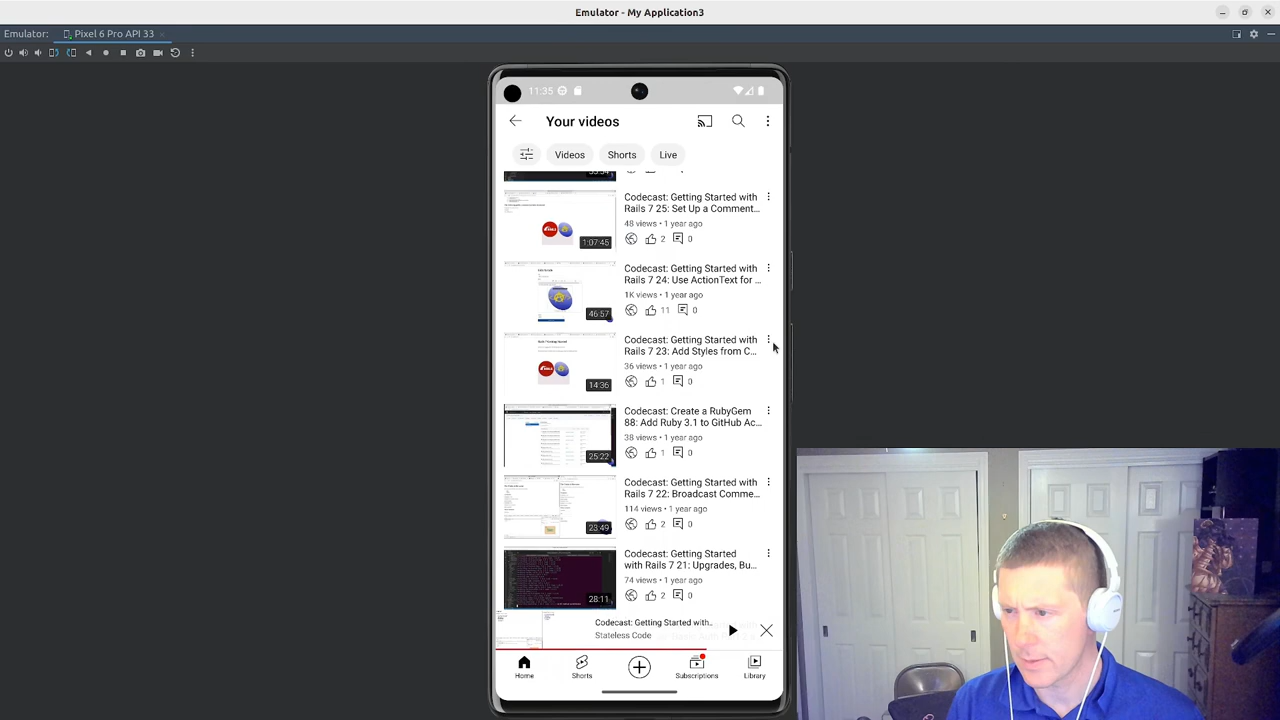 Emulator - My Application3
Emulator:
Pixel 6 Pro API 33
11:35
Your videos
Videos
Shorts
Live
Codecast: Getting Started with
Rails 7 25: Set Up a Comment...
48 views • 1 year ago
2
0
1:07:45
Codecast: Getting Started with
Rails 7 24: Use ActionText for ...
1K views • 1 year ago
11
0
46:57
Codecast: Getting Started with
Rails 7 23: Add Styles from C...
36 views • 1 year ago
1
0
14:36
Codecast: Create a RubyGem
88: Add Ruby 3.1 to GitHub Ac...
38 views • 1 year ago
1
0
25:22
Codecast: Getting Started with
Rails 7 22: Broadcast Comme...
114 views • 1 year ago
2
0
23:49
Codecast: Getting Started
with Rails 7 21: Upgrades, Bu...
74 views • 1 year ago
2
0
28:11
Codecast: Getting Started with..
Stateless Code
Home
Shorts
Subscriptions
Library